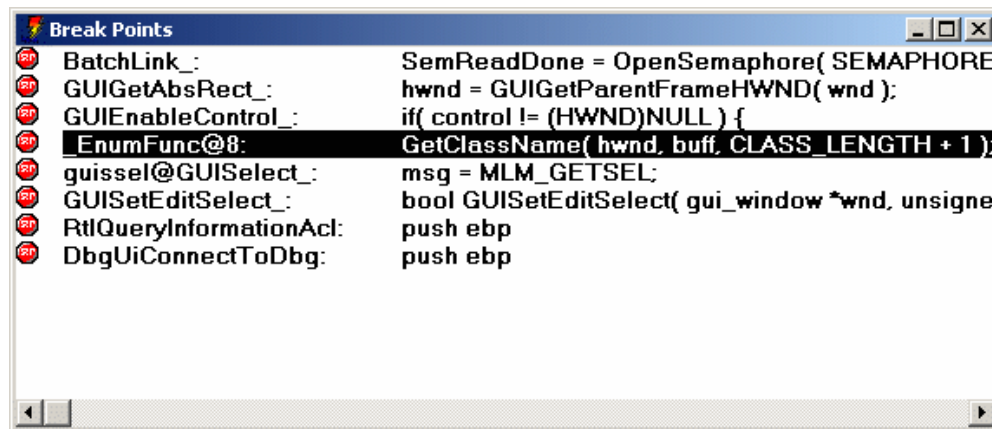 Break Points
BatchLink_: SemReadDone = OpenSemaphore( SEMAPHORE
GUIGetAbsRect_: hwnd = GUIGetParentFrameHWND( wnd );
GUIEnableControl_: if( control != (HWND)NULL ) {
_EnumFunc@8: GetClassName( hwnd, buff, CLASS_LENGTH + 1 );
guissel@GUISelect_: msg = MLM_GETSEL;
GUISetEditSelect_: bool GUISetEditSelect( gui_window *wnd, unsigne
RtlQueryInformationAcl: push ebp
DbgUiConnectToDbg: push ebp